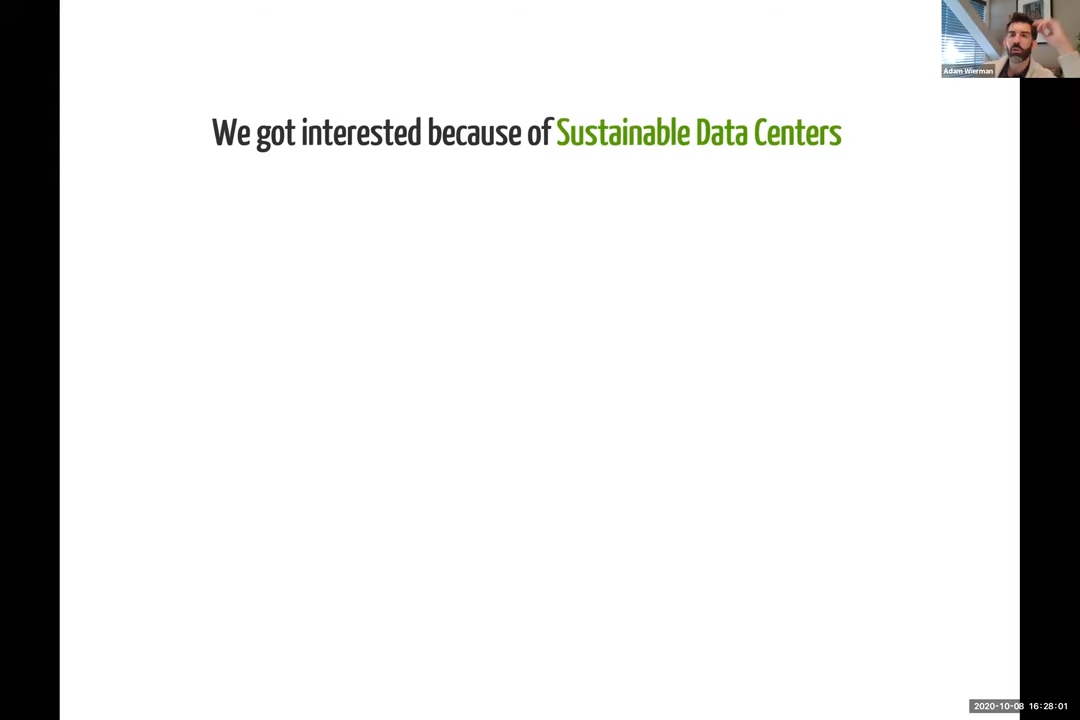 Adam Wierman
We got interested because of Sustainable Data Centers
2020-10-08 16:28:01